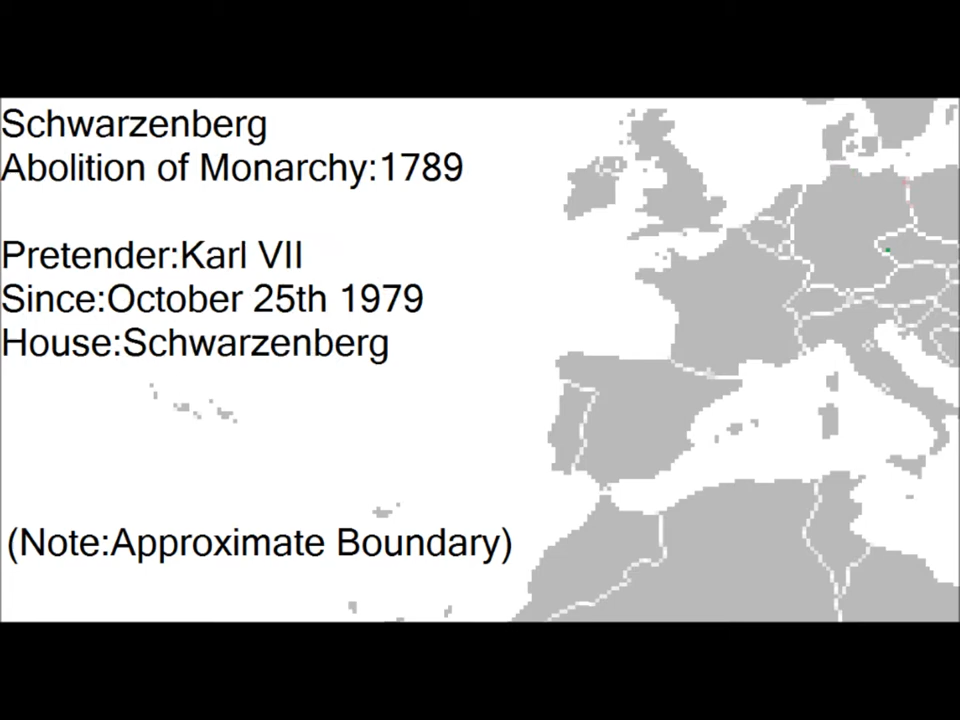 Schwarzenberg
Abolition of Monarchy:1789
Pretender:Karl VII
Since:October 25th 1979
House:Schwarzenberg
(Note:Approximate Boundary)